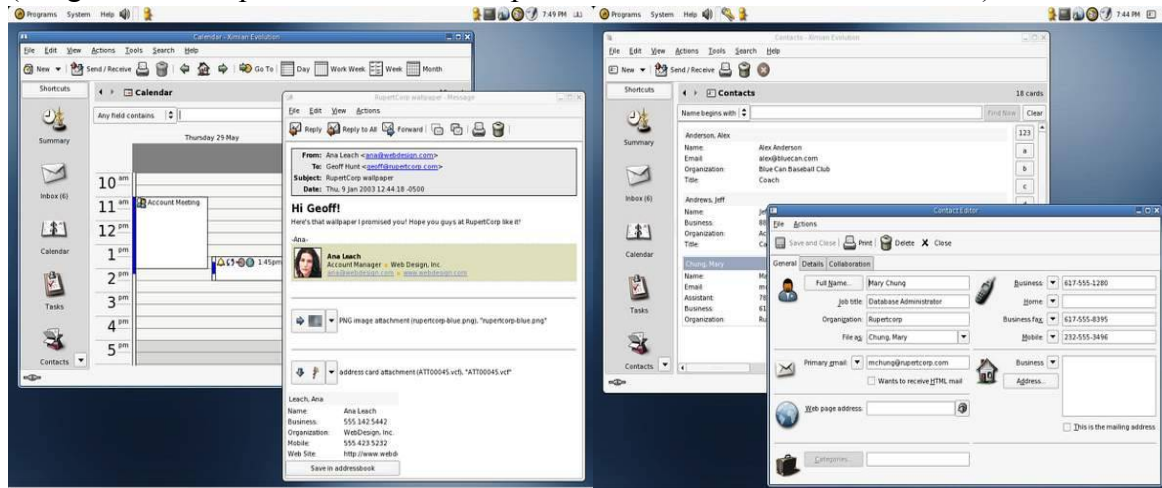 Programs System Help
7:49 PM
Calendar - Ximian Evolution
File Edit View Actions Tools Search Help
New Send / Receive Go To Day Work Week Week Month
Shortcuts
Calendar
Any field contains
Summary
Inbox (6)
Calendar
Tasks
Contacts
Thursday 29 May
10 am
11 am
Account Meeting
12 pm
1 pm
1:45pm
2 pm
3 pm
4 pm
5 pm
RupertCorp wallpaper - Message
File Edit View Actions
Reply Reply to All Forward
From: Ana Leach <ana@webdesign.com>
To: Geoff Hunt <geoff@rupertcorp.com>
Subject: RupertCorp wallpaper
Date: Thu, 9 Jan 2003 12:44:18 -0500
Hi Geoff!
Here's that wallpaper I promised you! Hope you guys at RupertCorp like it!
-Ana-
Ana Leach
Account Manager Web Design, Inc.
ana@webdesign.com www.webdesign.com
PNG image attachment (rupertcorp-blue.png), "rupertcorp-blue.png"
address card attachment (ATT00045.vcf), "ATT00045.vcf"
Leach, Ana
Name: Ana Leach
Business: 555.142.5442
Organization: WebDesign, Inc.
Mobile: 555.423.5232
Web Site: http://www.webd
Save in addressbook
Programs System Help
7:44 PM
Contacts - Ximian Evolution
File Edit View Actions Tools Search Help
New Send / Receive
Shortcuts
Contacts
18 cards
Name begins with
Find Now Clear
Summary
Inbox (6)
Calendar
Tasks
Contacts
Anderson, Alex
Name: Alex Anderson
Email: alex@bluecan.com
Organization: Blue Can Baseball Club
Title: Coach
Andrews, Jeff
Name: Je
Business: 88
Organization: Ac
Title: Ca
Chung, Mary
Name: Ma
Email: m
Assistant: 78
Business: 61
Organization: Ru
123
a
b
c
Contact Editor
File Actions
Save and Close Print Delete Close
General Details Collaboration
Full Name... Mary Chung
Job title: Database Administrator
Organization: Rupertcorp
File as: Chung, Mary
Business: 617-555-1280
Home:
Business fax: 617-555-8395
Mobile: 232-555-3496
Primary email: mchung@rupertcorp.com
Wants to receive HTML mail
Business
Address...
Web page address:
This is the mailing address
Categories...